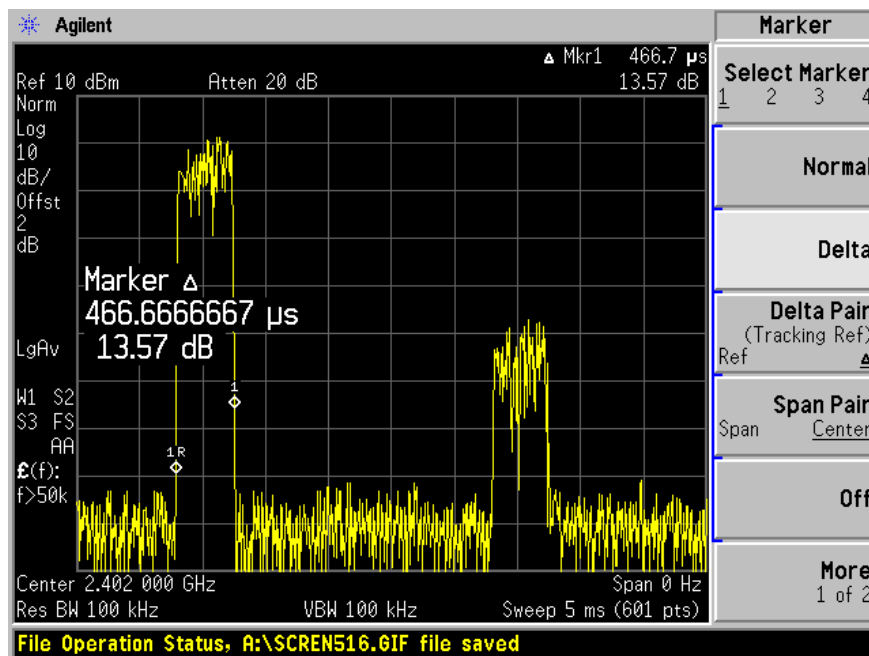 Agilent
Marker
Δ Mkr1 466.7 µs
Ref 10 dBm Atten 20 dB 13.57 dB
Norm
Log
10
dB/
Offst
2
dB
LgAv
W1 S2
S3 FS
AA
£(f):
f>50k
Marker Δ
466.6666667 µs
13.57 dB
1R
1
Center 2.402 000 GHz Span 0 Hz
Res BW 100 kHz VBW 100 kHz Sweep 5 ms (601 pts)
Select Marker
1 2 3 4
Normal
Delta
Delta Pair
(Tracking Ref)
Ref Δ
Span Pair
Span Center
Off
More
1 of 2
File Operation Status, A:\SCREN516.GIF file saved